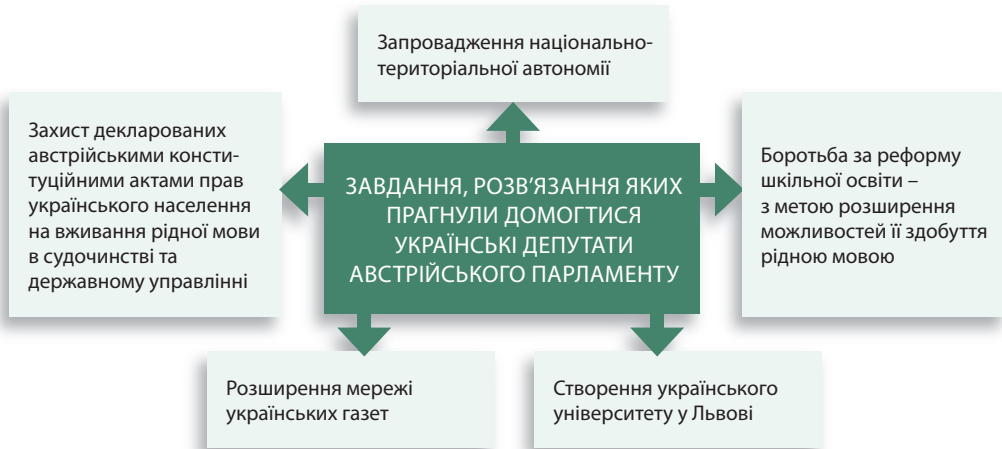 Запровадження національно-
територіальної автономії
Захист декларованих
австрійськими консти-
туційними актами прав
українського населення
на вживання рідної мови
в судочинстві та
державному управлінні
ЗАВДАННЯ, РОЗВ'ЯЗАННЯ ЯКИХ
ПРАГНУЛИ ДОМОГТИСЯ
УКРАЇНСЬКІ ДЕПУТАТИ
АВСТРІЙСЬКОГО ПАРЛАМЕНТУ
Боротьба за реформу
шкільної освіти –
з метою розширення
можливостей її здобуття
рідною мовою
Розширення мережі
українських газет
Створення українського
університету у Львові